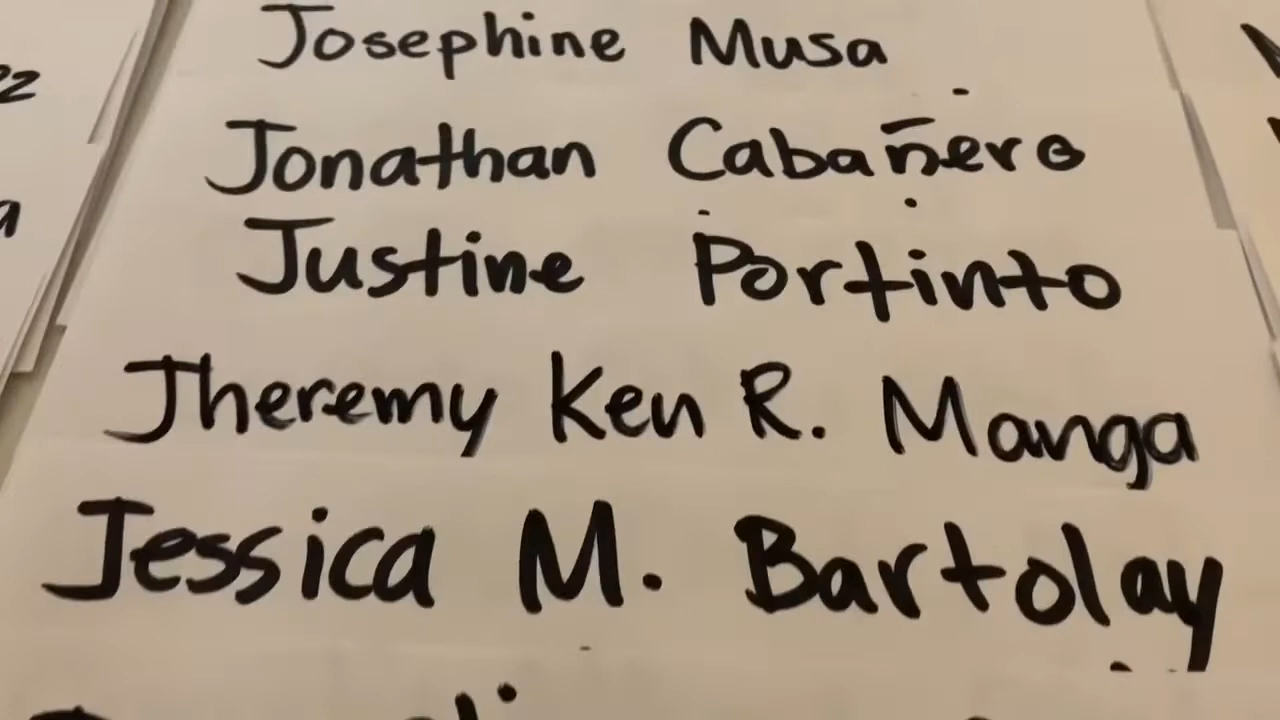 Josephine Musa
Jonathan Cabañero
Justine Portinto
Jheremy Ken R. Manga
Jessica M. Bartolay